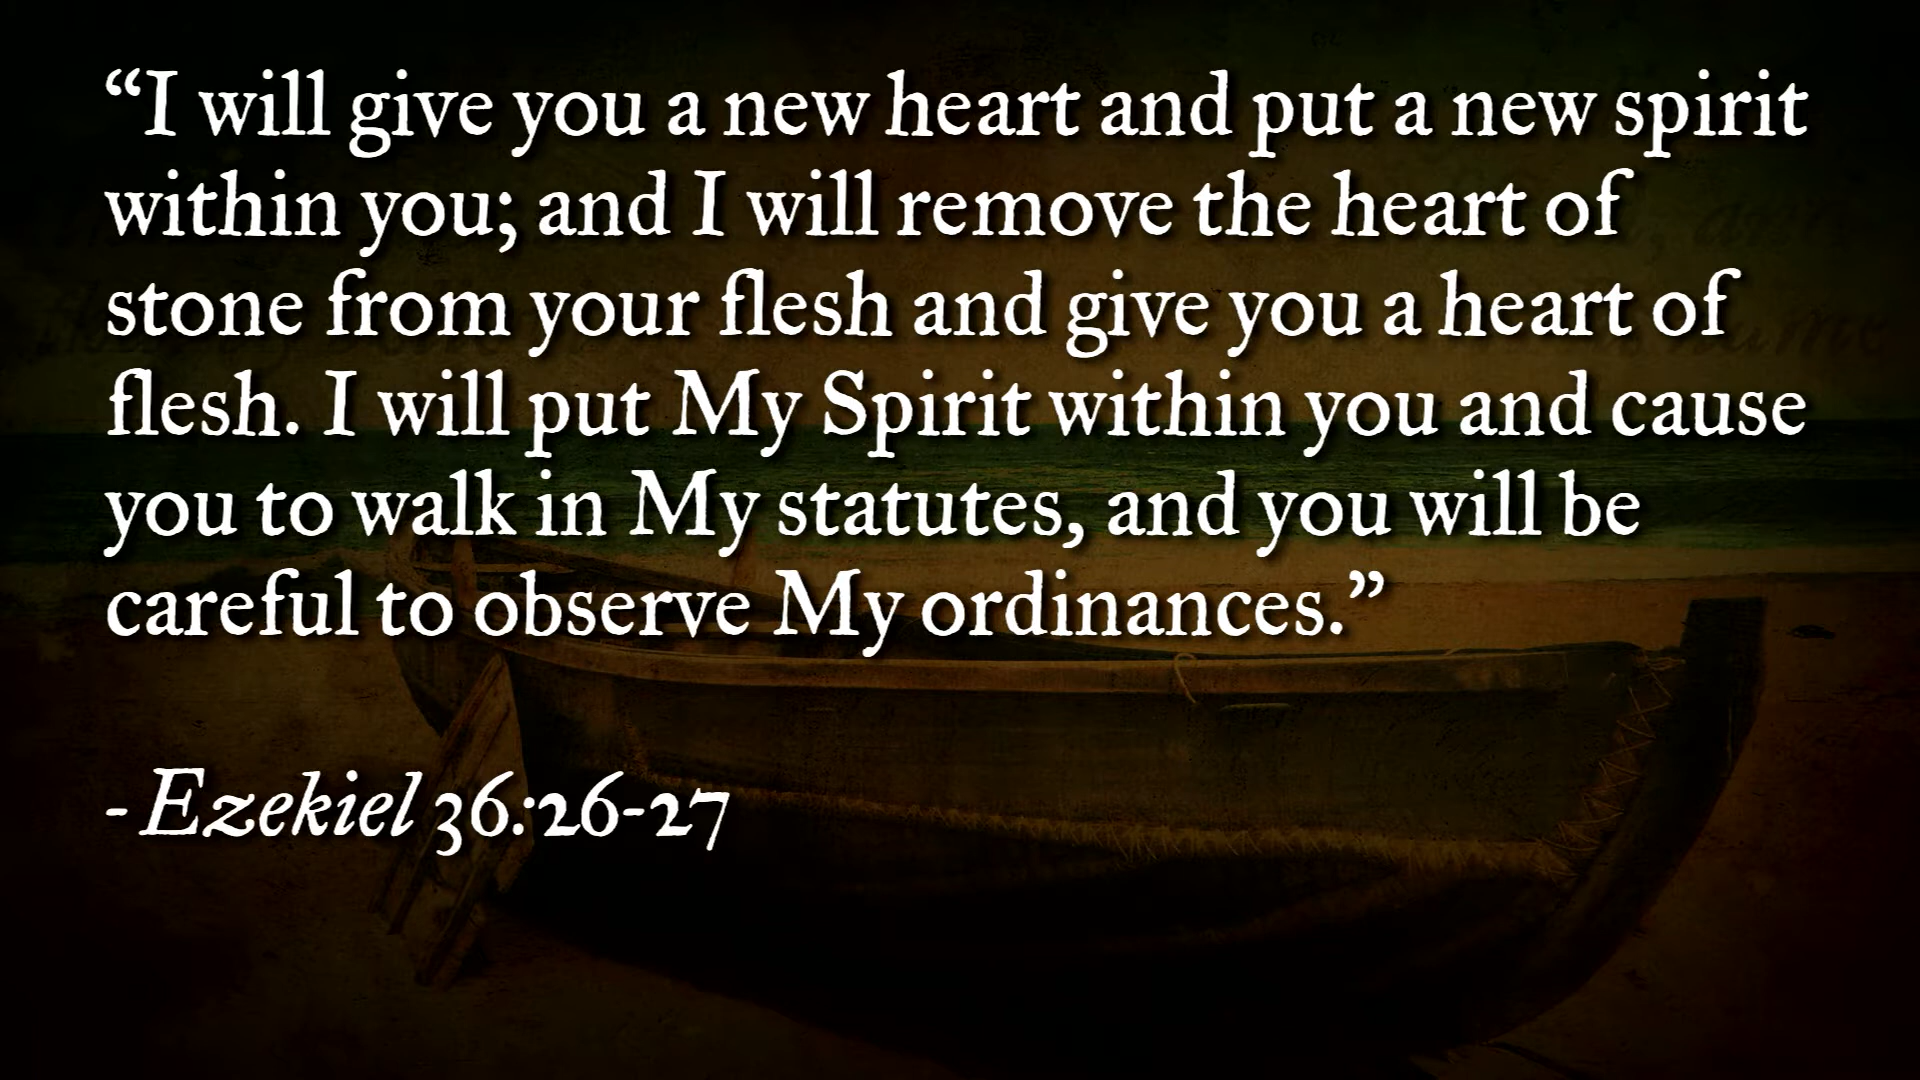 “I will give you a new heart and put a new spirit
within you; and I will remove the heart of
stone from your flesh and give you a heart of
flesh. I will put My Spirit within you and cause
you to walk in My statutes, and you will be
careful to observe My ordinances.”
- Ezekiel 36:26-27